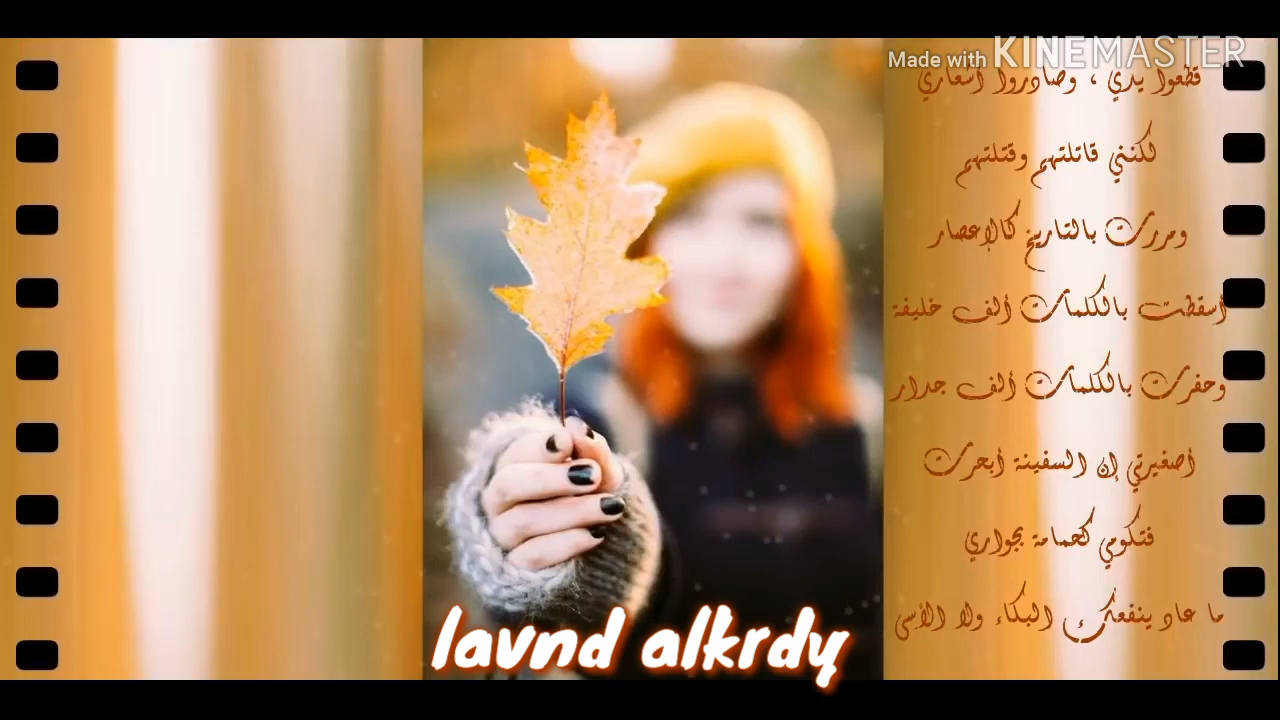 Made with KINEMASTER
قطعوا يدي ، وصادروا أشعاري
لكنني قاتلتهم وقتلتهم
ومررت بالتاريخ كالإعصار
أسقطت بالكلمات ألف خليفة
وحفرت بالكلمات ألف جدار
أصغيرتي إن السفينة أبحرت
فتكومي كحمامة بجواري
ما عاد ينفعك البكاء ولا الأسى
lavnd alkrdy